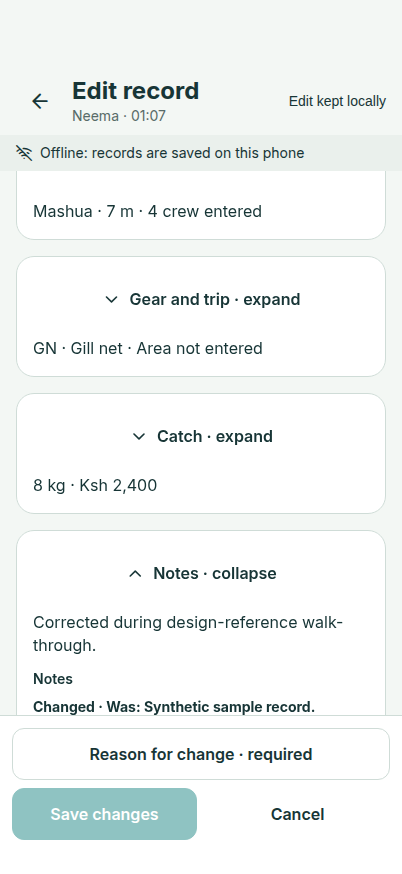 Edit record
Neema · 01:07
Edit kept locally
Offline: records are saved on this phone
Mashua · 7 m · 4 crew entered
Gear and trip · expand
GN · Gill net · Area not entered
Catch · expand
8 kg · Ksh 2,400
Notes · collapse
Corrected during design-reference walk-
through.
Notes
Changed · Was: Synthetic sample record.
Reason for change · required
Save changes
Cancel